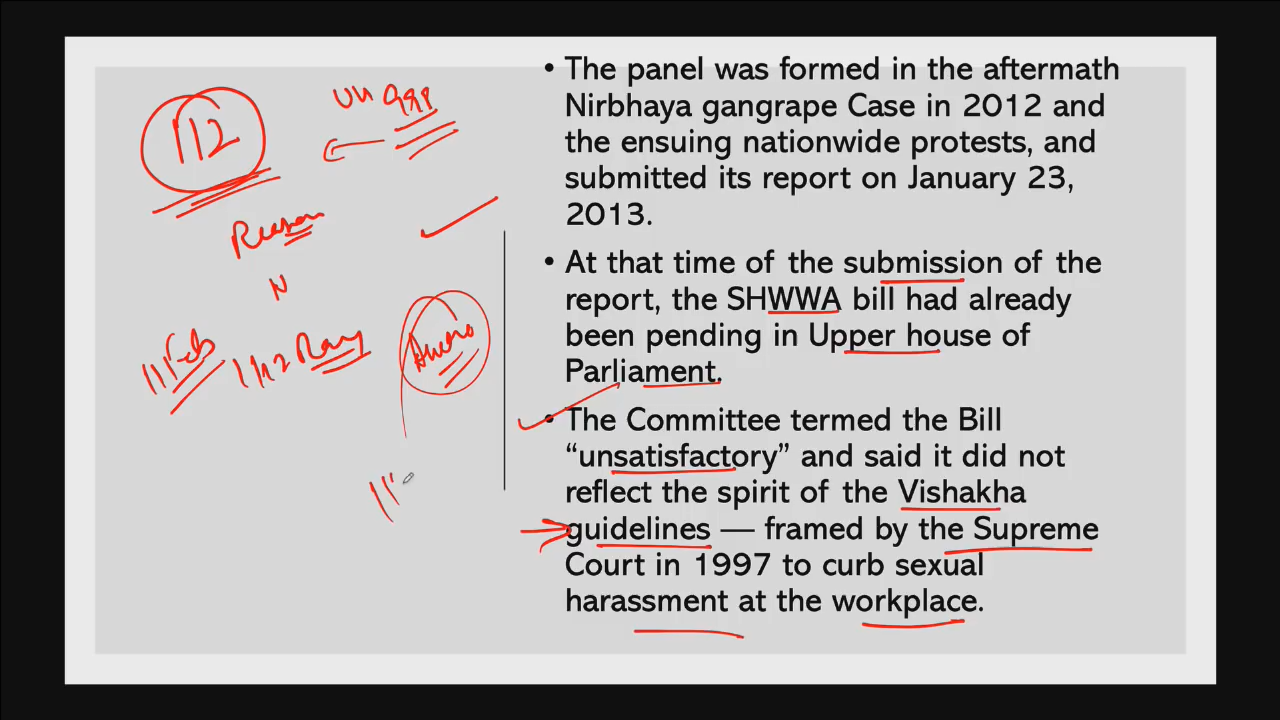 112
• The panel was formed in the aftermath
Nirbhaya gangrape Case in 2012 and
the ensuing nationwide protests, and
submitted its report on January 23,
2013.
• At that time of the submission of the
report, the SHWWA bill had already
been pending in Upper house of
Parliament.
• The Committee termed the Bill
“unsatisfactory” and said it did not
reflect the spirit of the Vishakha
guidelines — framed by the Supreme
Court in 1997 to curb sexual
harassment at the workplace.